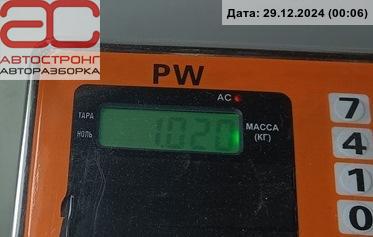 Дата: 29.12.2024 (00:06)
ас
АВТОСТРОНГ
АВТОРАЗБОРКА
PW
AC
ТАРА
НОЛЬ
1.020
МАССА
(КГ)
7
4
1
0